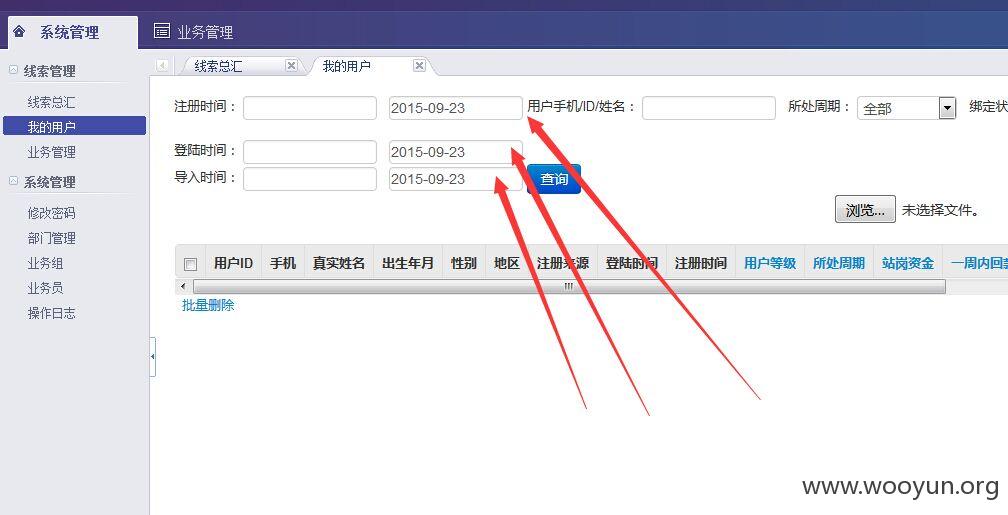 系统管理 业务管理
线索管理
线索总汇
我的用户
业务管理
系统管理
修改密码
部门管理
业务组
业务员
操作日志
线索总汇 我的用户
注册时间： 2015-09-23 用户手机/ID/姓名： 所处周期： 全部 绑定状
登陆时间： 2015-09-23
导入时间： 2015-09-23 查询
浏览... 未选择文件。
用户ID 手机 真实姓名 出生年月 性别 地区 注册来源 登陆时间 注册时间 用户等级 所处周期 站岗资金 一周内回款
批量删除
www.wooyun.org